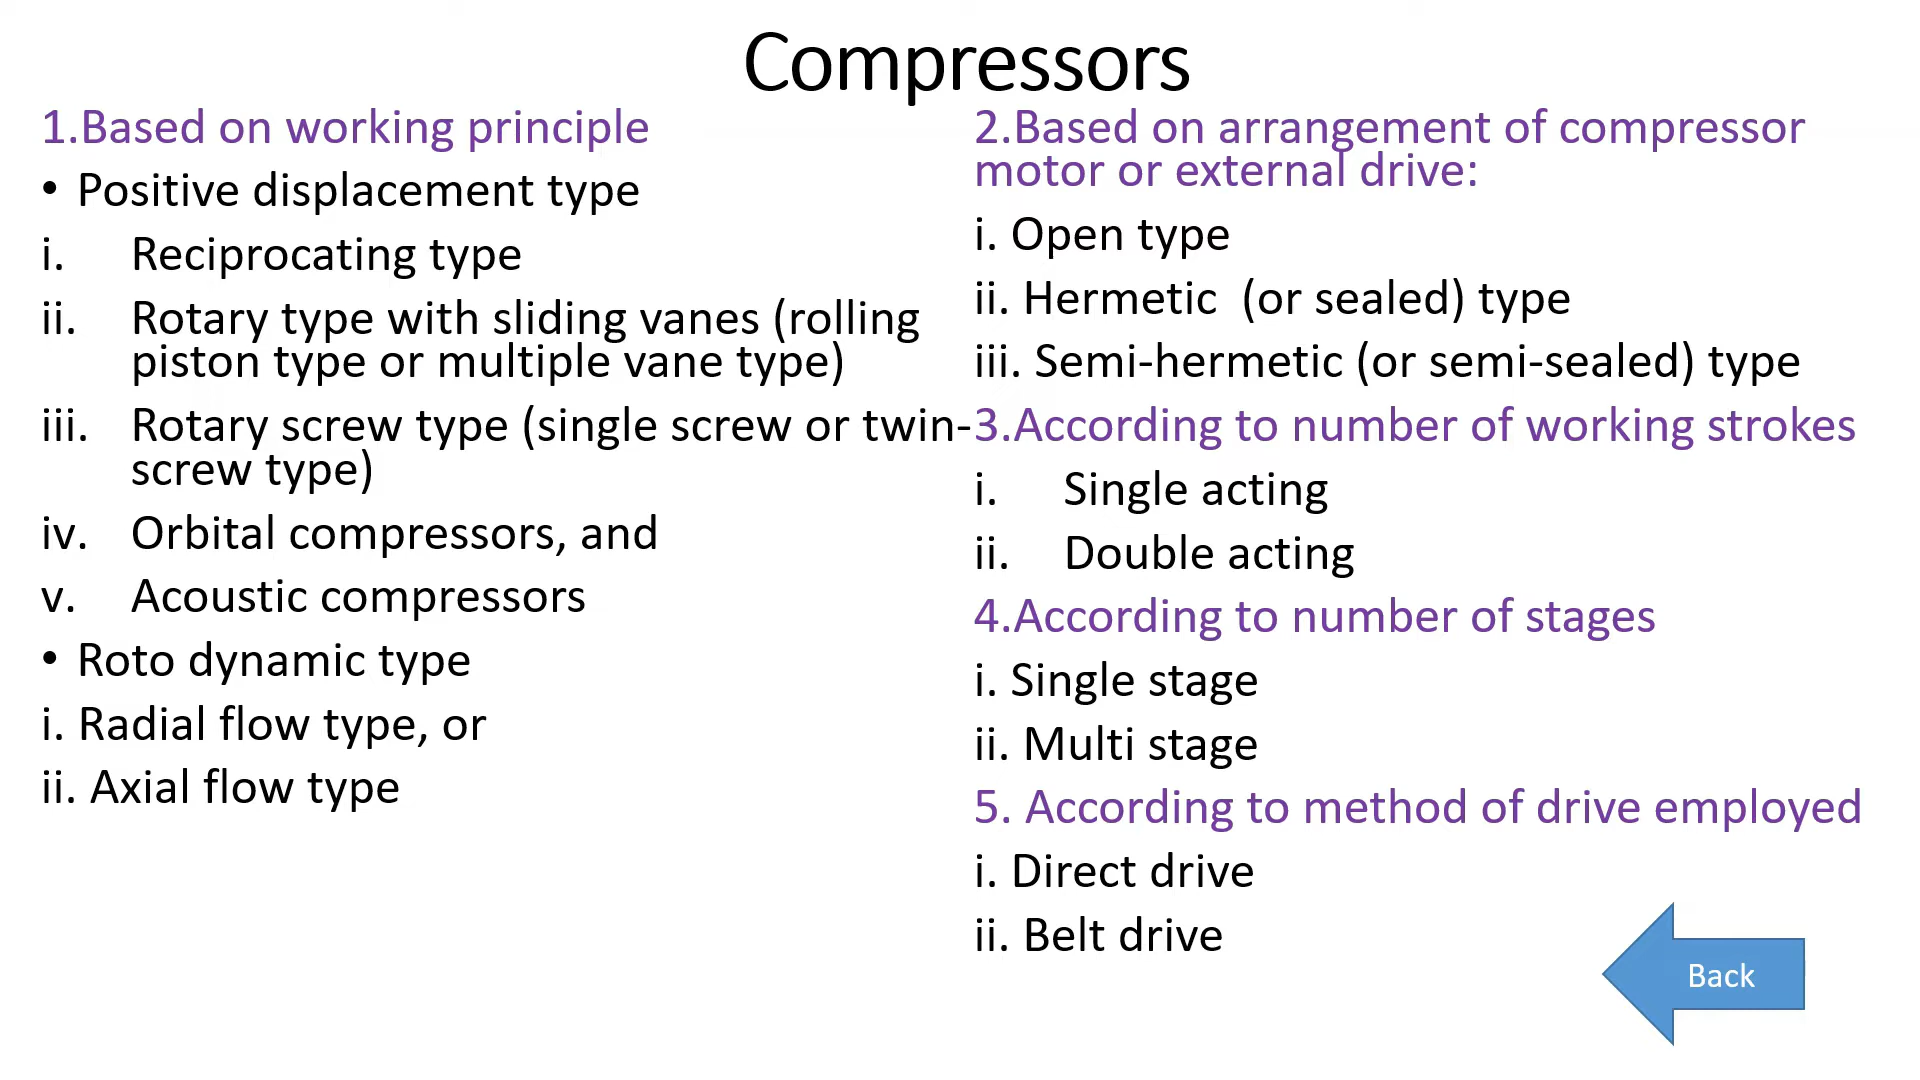 Compressors
1.Based on working principle
• Positive displacement type
i. Reciprocating type
ii. Rotary type with sliding vanes (rolling
piston type or multiple vane type)
iii. Rotary screw type (single screw or twin-
screw type)
iv. Orbital compressors, and
v. Acoustic compressors
• Roto dynamic type
i. Radial flow type, or
ii. Axial flow type
2.Based on arrangement of compressor
motor or external drive:
i. Open type
ii. Hermetic  (or sealed) type
iii. Semi-hermetic (or semi-sealed) type
3.According to number of working strokes
i. Single acting
ii. Double acting
4.According to number of stages
i. Single stage
ii. Multi stage
5. According to method of drive employed
i. Direct drive
ii. Belt drive
Back